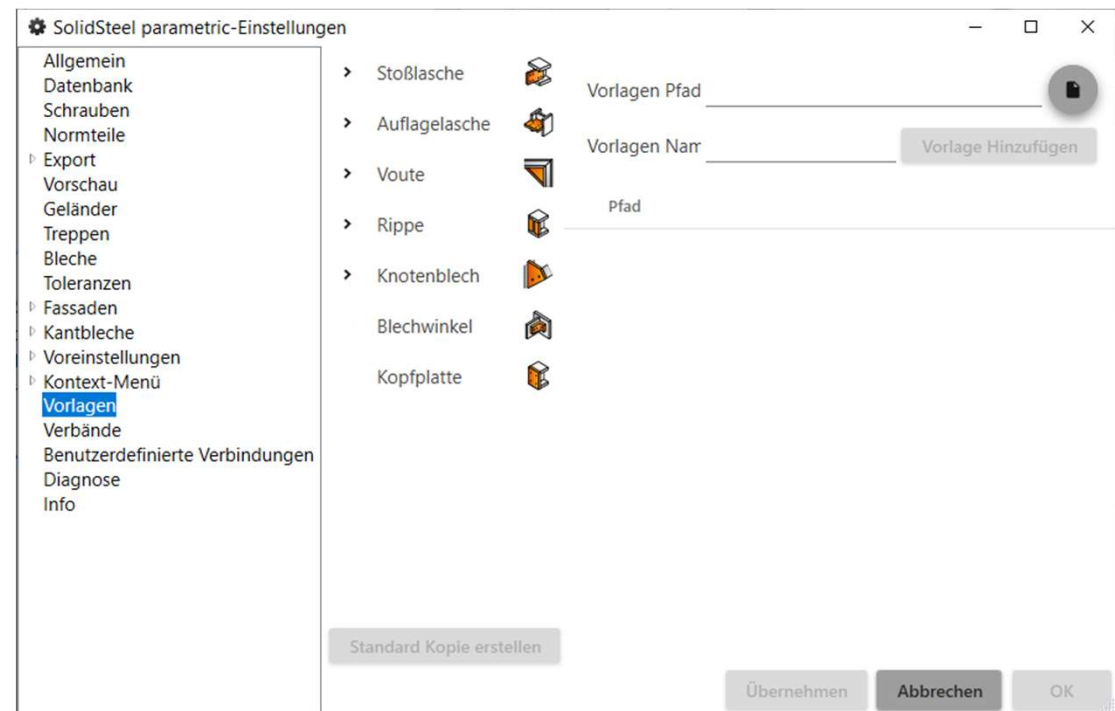 SolidSteel parametric-Einstellungen
Allgemein
Datenbank
Schrauben
Normteile
Export
Vorschau
Geländer
Treppen
Bleche
Toleranzen
Fassaden
Kantbleche
Voreinstellungen
Kontext-Menü
Vorlagen
Verbände
Benutzerdefinierte Verbindungen
Diagnose
Info
Stoßlasche
Auflagelasche
Voute
Rippe
Knotenblech
Blechwinkel
Kopfplatte
Standard Kopie erstellen
Vorlagen Pfad
Vorlagen Nam
Vorlage Hinzufügen
Pfad
Übernehmen
Abbrechen
OK